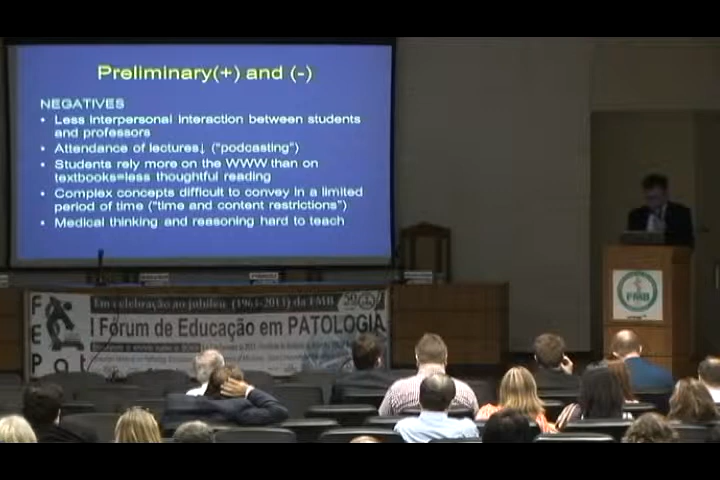 Preliminary(+) and (-)
NEGATIVES
• Less interpersonal interaction between students
and professors
• Attendance of lectures↓ ("podcasting")
• Students rely more on the WWW than on
textbooks=less thoughtful reading
• Complex concepts difficult to convey in a limited
period of time ("time and content restrictions")
• Medical thinking and reasoning hard to teach
FMB
Em celebração ao jubileu (1963-2013) da FMB
I Fórum de Educação em PATOLOGIA
F
E
P a t